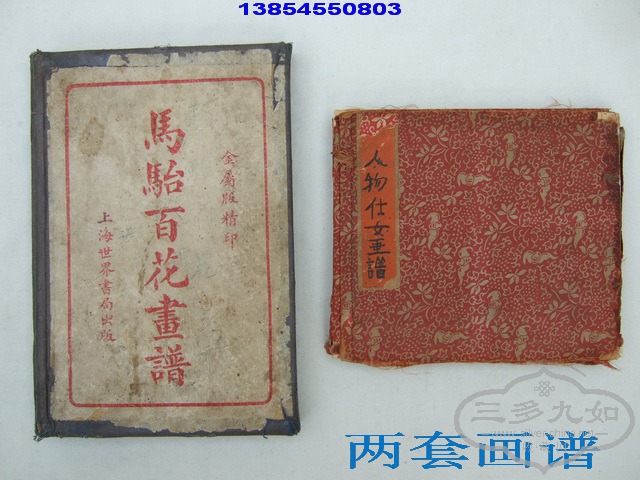 13854550803
金屬版精印
馬駘百花畫譜
上海世界書局出版
人物仕女画譜
三多九如
两套画谱